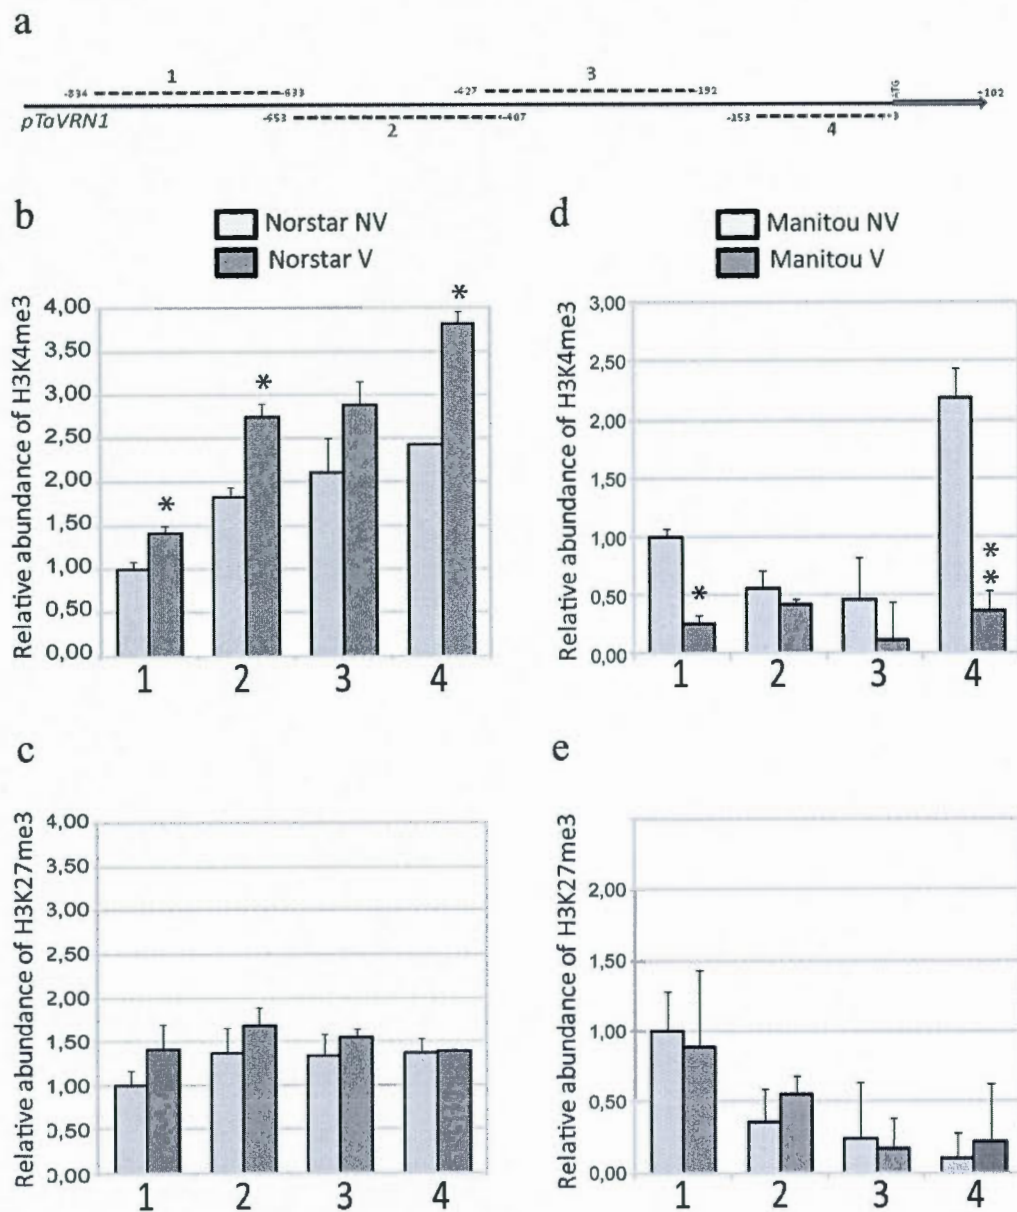 a
1
3
-834
-633
-427
-192
ATG
+102
pTaVRN1
-653
-407
-153
2
4
b
Norstar NV
Norstar V
Relative abundance of H3K4me3
4,00
3,50
3,00
2,50
2,00
1,50
1,00
0,50
0,00
*
*
*
1 2 3 4
d
Manitou NV
Manitou V
Relative abundance of H3K4me3
3,00
2,50
2,00
1,50
1,00
0,50
0,00
*
*
*
1 2 3 4
c
Relative abundance of H3K27me3
4,00
3,50
3,00
2,50
2,00
1,50
1,00
0,50
0,00
1 2 3 4
e
Relative abundance of H3K27me3
2,00
1,50
1,00
0,50
0,00
1 2 3 4